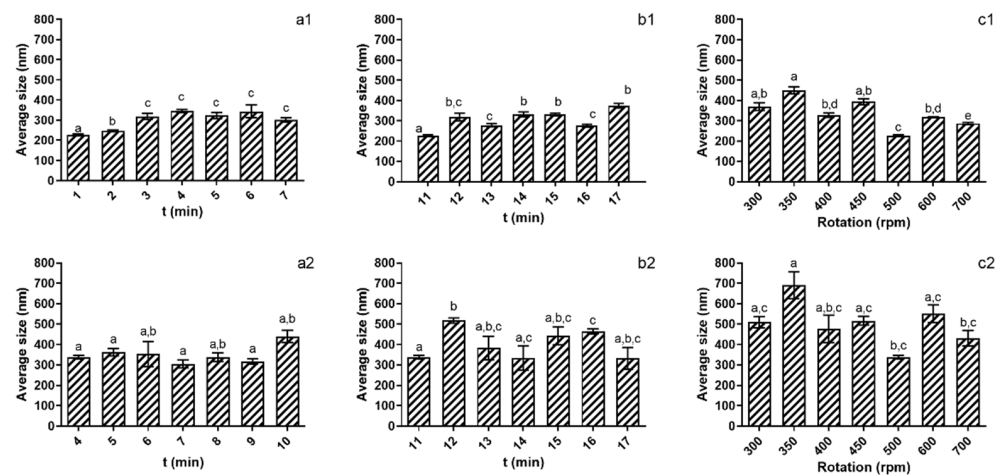 a1
800
700
600
500
400
300
200
100
0
Average size (nm)
a b c c c c c
1 2 3 4 5 6 7
t (min)
b1
800
700
600
500
400
300
200
100
0
Average size (nm)
a b,c c b b c b
11 12 13 14 15 16 17
t (min)
c1
800
700
600
500
400
300
200
100
0
Average size (nm)
a,b a b,d a,b c b,d e
300 350 400 450 500 600 700
Rotation (rpm)
a2
800
700
600
500
400
300
200
100
0
Average size (nm)
a a a,b a a,b a a,b
4 5 6 7 8 9 10
t (min)
b2
800
700
600
500
400
300
200
100
0
Average size (nm)
a b a,b,c a,c a,b,c c a,b,c
11 12 13 14 15 16 17
t (min)
c2
800
700
600
500
400
300
200
100
0
Average size (nm)
a,c a a,b,c a,c b,c a,c b,c
300 350 400 450 500 600 700
Rotation (rpm)